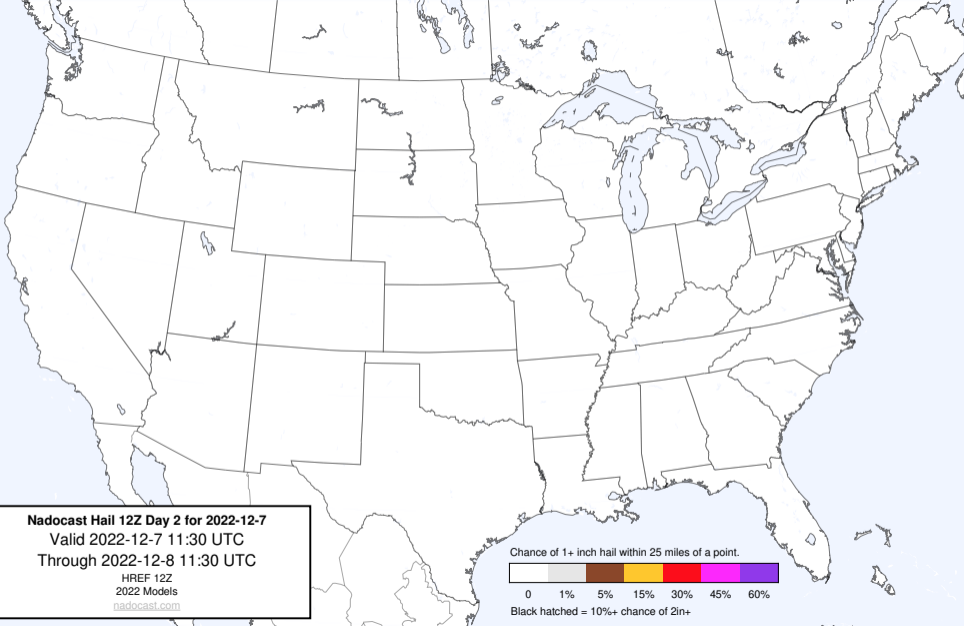 Nadocast Hail 12Z Day 2 for 2022-12-7
Valid 2022-12-7 11:30 UTC
Through 2022-12-8 11:30 UTC
HREF 12Z
2022 Models
nadocast.com
Chance of 1+ inch hail within 25 miles of a point.
0 1% 5% 15% 30% 45% 60%
Black hatched = 10%+ chance of 2in+